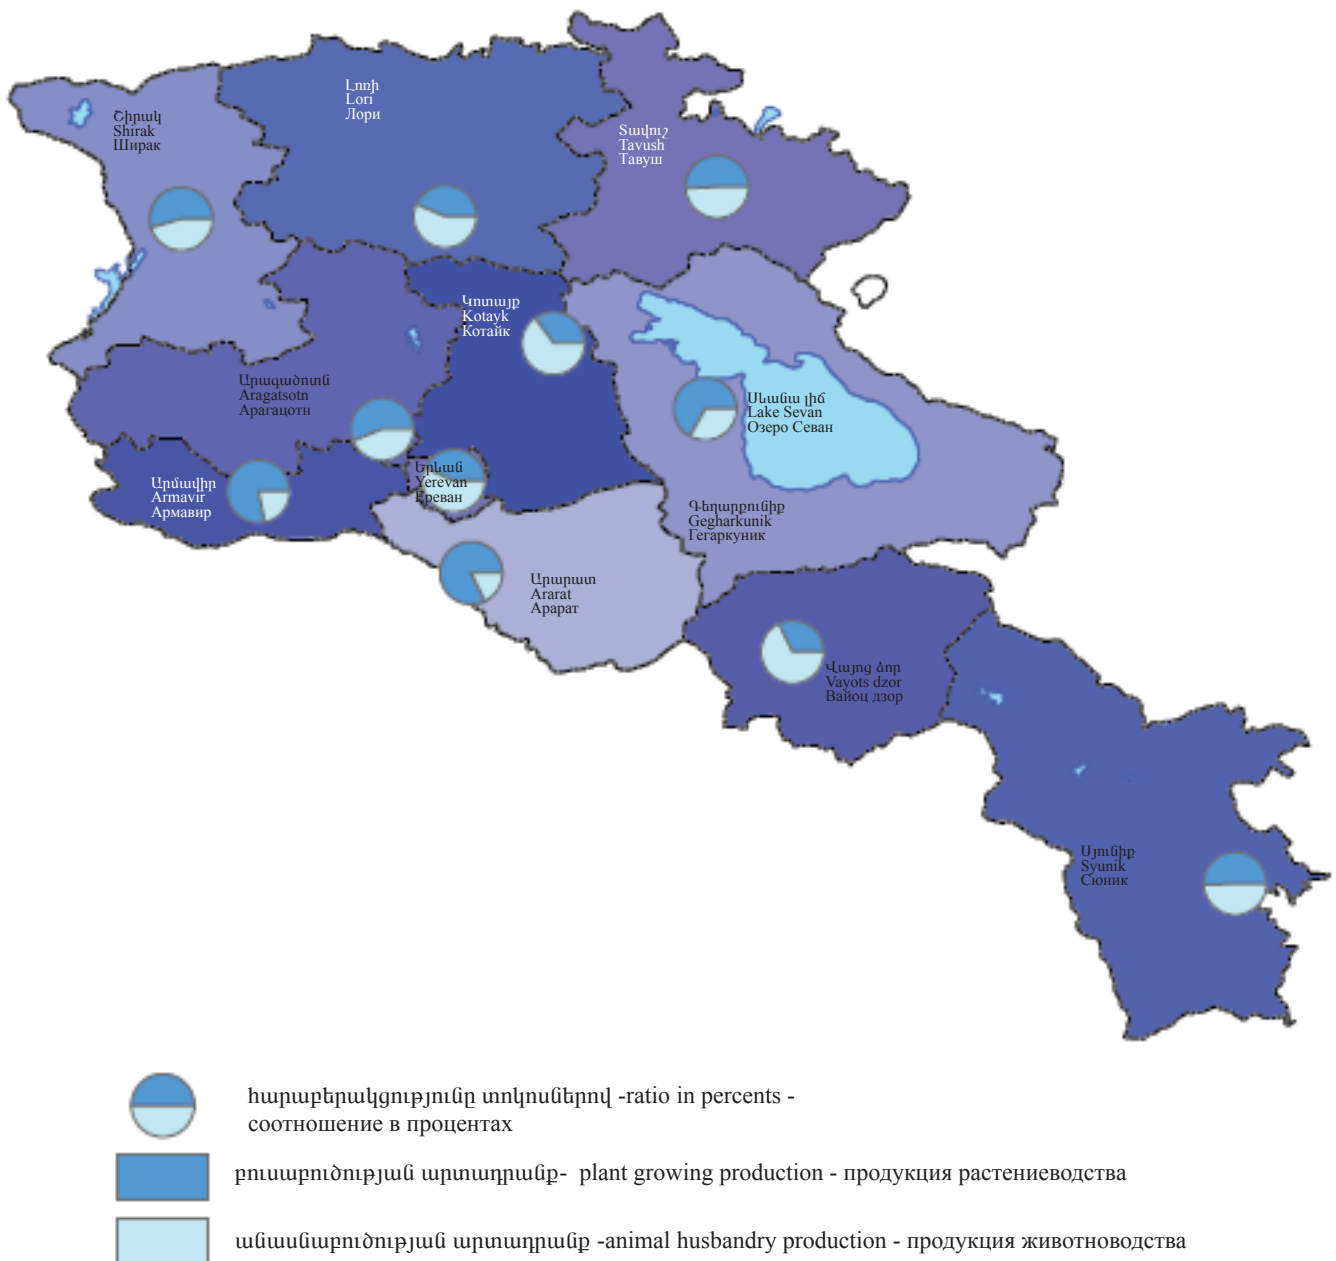 Շիրակ
Shirak
Ширак
Լոռի
Lori
Лори
Տավուշ
Tavush
Тавуш
Կոտայք
Kotayk
Котайк
Արագածոտն
Aragatsotn
Арагацотн
Սևանա լիճ
Lake Sevan
Озеро Севан
Արմավիր
Armavir
Армавир
Երևան
Yerevan
Ереван
Գեղարքունիք
Gegharkunik
Гегаркуник
Արարատ
Ararat
Арарат
Վայոց ձոր
Vayots dzor
Вайоц дзор
Սյունիք
Syunik
Сюник
հարաբերակցությունը տոկոսներով -ratio in percents -
соотношение в процентах
բուսաբուծության արտադրանք- plant growing production - продукция растениеводства
անասնաբուծության արտադրանք -animal husbandry production - продукция животноводства